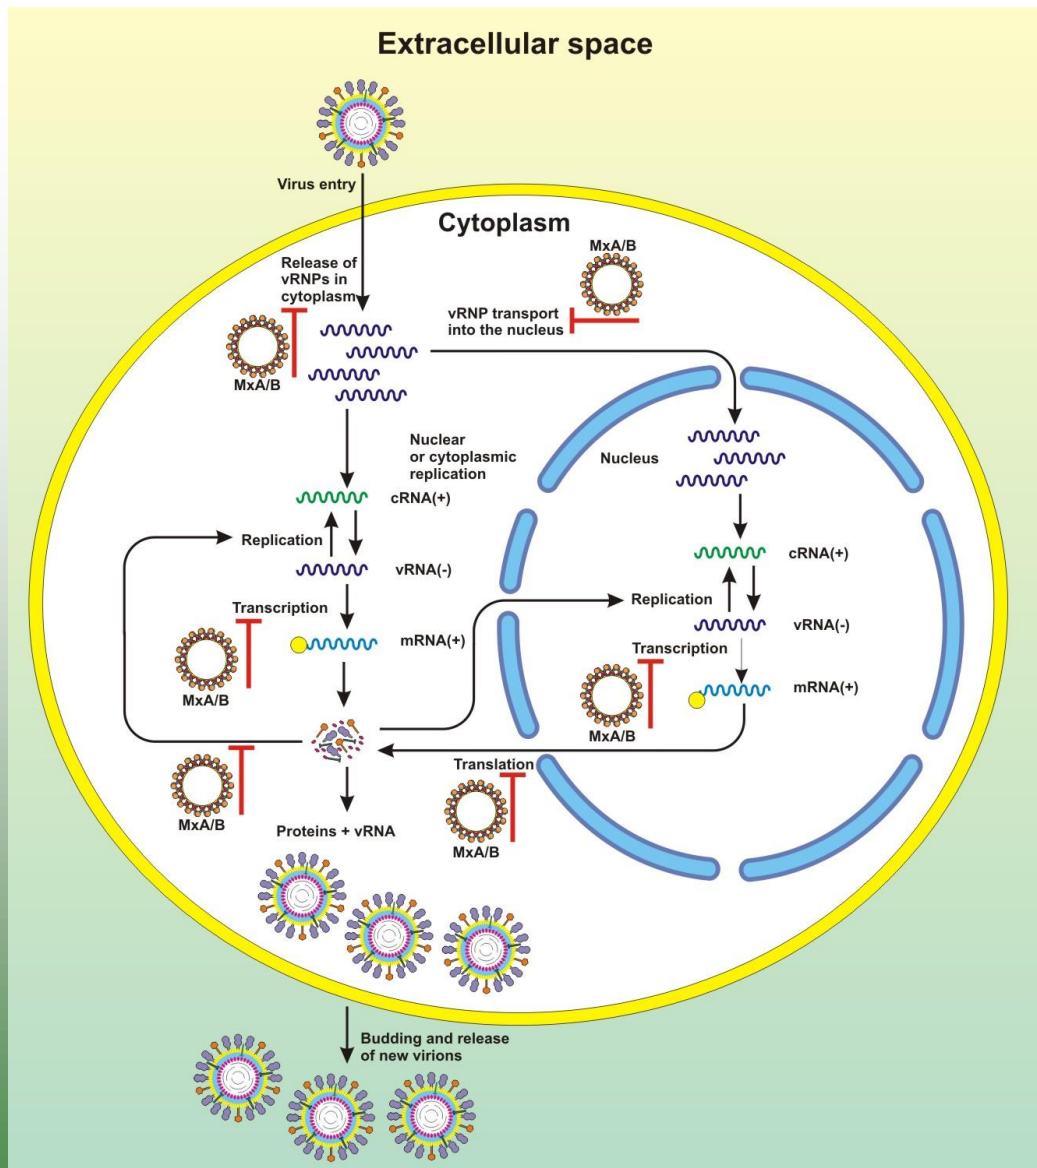 Extracellular space
Virus entry
Cytoplasm
Release of
vRNPs in
cytoplasm
MxA/B
vRNP transport
into the nucleus
MxA/B
Nuclear
or cytoplasmic
replication
Nucleus
cRNA(+)
Replication
vRNA(-)
Transcription
mRNA(+)
MxA/B
cRNA(+)
Replication
vRNA(-)
Transcription
mRNA(+)
MxA/B
MxA/B
Translation
MxA/B
Proteins + vRNA
Budding and release
of new virions